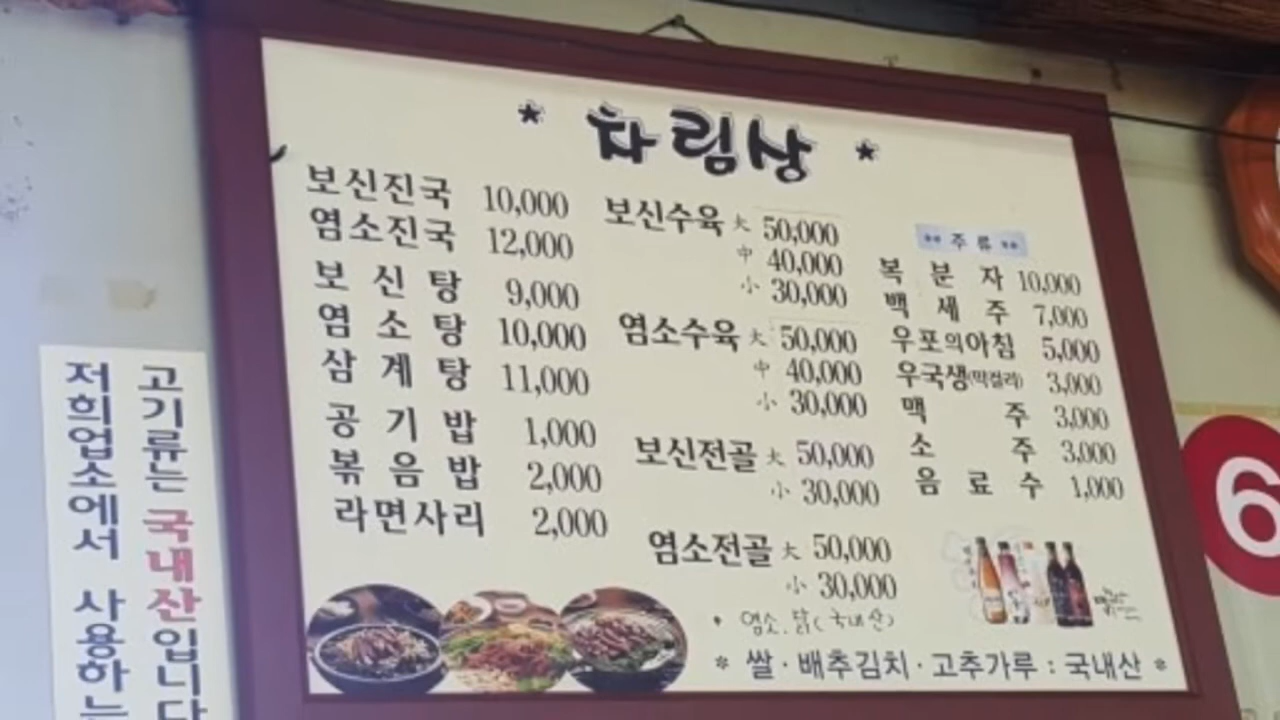 * 차림상 *
보신진국 10,000
염소진국 12,000
보신탕 9,000
염소탕 10,000
삼계탕 11,000
공기밥 1,000
볶음밥 2,000
라면사리 2,000
보신수육 大 50,000
中 40,000
小 30,000
염소수육 大 50,000
中 40,000
小 30,000
보신전골 大 50,000
小 30,000
염소전골 大 50,000
小 30,000
• 염소, 닭(국내산)
주 류
복 분 자 10,000
백 세 주 7,000
우포의아침 5,000
우국생(막걸리) 3,000
맥 주 3,000
소 주 3,000
음 료 수 1,000
* 쌀·배추김치·고추가루 : 국내산 *
저희업소에서 사용하는
고기류는 국내산입니다
6